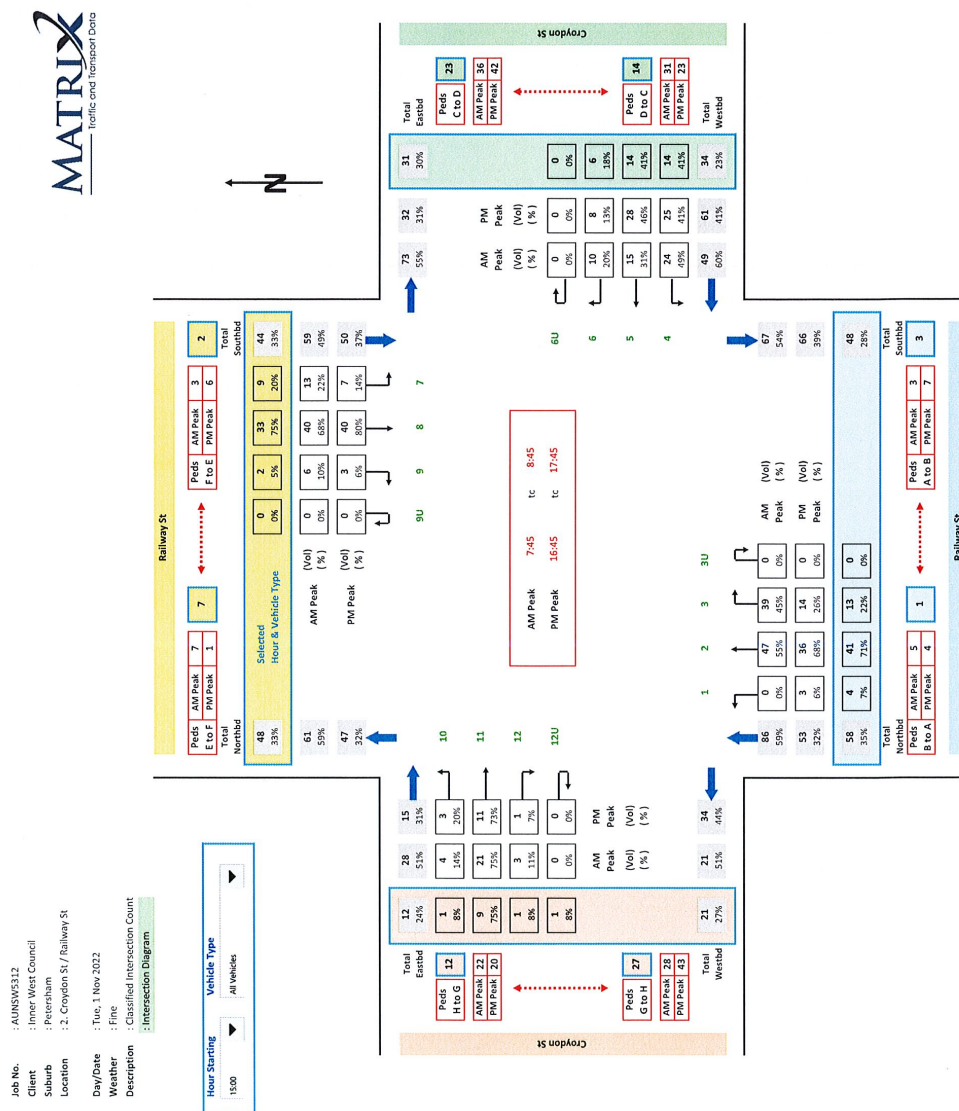 MATRIX
Traffic and Transport Data
Job No. : AUNSW5312
Client : Inner West Council
Suburb : Petersham
Location : 2. Croydon St / Railway St
Day/Date : Tue, 1 Nov 2022
Weather : Fine
Description : Classified Intersection Count
: Intersection Diagram
Hour Starting Vehicle Type
15:00 All Vehicles
N
Railway St
Peds AM Peak 7 7
E to F PM Peak 1
Peds AM Peak 3 2
F to E PM Peak 6
Total Northbd
Total Southbd
Selected
Hour & Vehicle Type
48 0 2 33 9 44
33% 0% 5% 75% 20% 33%
61 AM Peak (Vol) 0 6 40 13 59
59% (%) 0% 10% 68% 22% 49%
47 PM Peak (Vol) 0 3 40 7 50
32% (%) 0% 6% 80% 14% 37%
9U 9 8 7
Croydon St
Total Eastbd
12 28 15
24% 51% 31%
Peds 12
H to G
AM Peak 22
PM Peak 20
1 4 3 10
8% 14% 20%
9 21 11 11
75% 75% 73%
1 3 1 12
8% 11% 7%
1 0 0 12U
8% 0% 0%
AM Peak (Vol) (%)
PM Peak (Vol) (%)
Peds 27
G to H
AM Peak 28
PM Peak 43
Total Westbd
21 21 34
27% 51% 44%
AM Peak 7:45 tc 8:45
PM Peak 16:45 tc 17:45
73 32 31
55% 31% 30%
Total Eastbd
AM Peak (Vol) (%)
PM Peak (Vol) (%)
6U 0 0 0
0% 0% 0%
6 10 8 6
20% 13% 18%
5 15 28 14
31% 46% 41%
4 24 25 14
49% 41% 41%
49 61 34
60% 41% 23%
Total Westbd
Peds 23
C to D
AM Peak 36
PM Peak 42
Peds 14
D to C
AM Peak 31
PM Peak 23
Croydon St
1 2 3 3U
86 0 47 39 0 AM Peak (Vol) 67
59% 0% 55% 45% 0% (%) 54%
53 3 36 14 0 PM Peak (Vol) 66
32% 6% 68% 26% 0% (%) 39%
58 4 41 13 0 48
35% 7% 71% 22% 0% 28%
Total Northbd
Total Southbd
Peds AM Peak 5 1
B to A PM Peak 4
Peds AM Peak 3 3
A to B PM Peak 7
Railway St